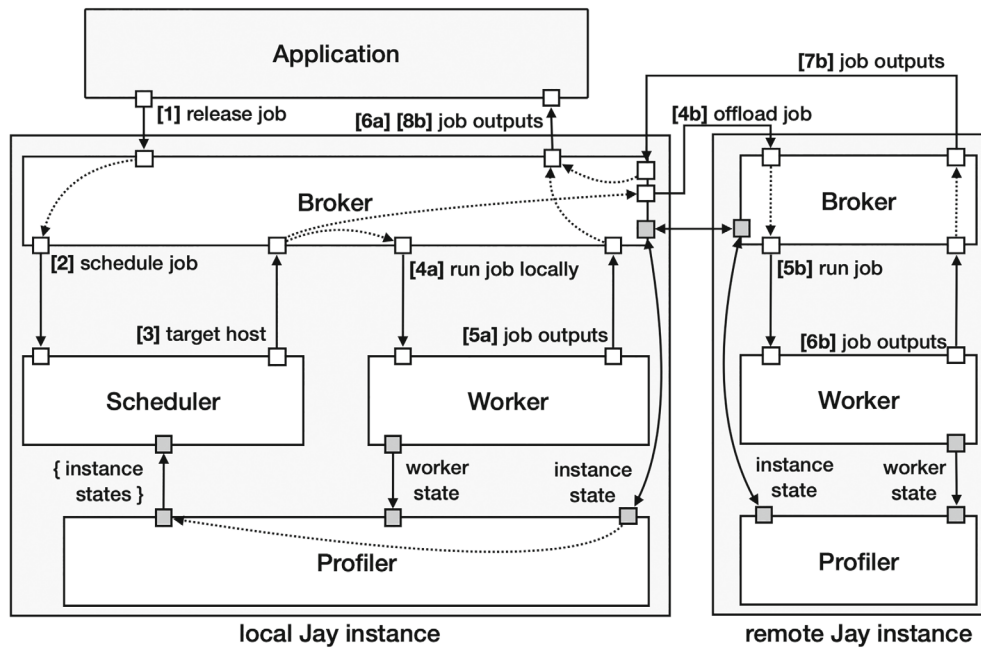 Application
[7b] job outputs
[1] release job
[6a] [8b] job outputs
[4b] offload job
Broker
Broker
[2] schedule job
[4a] run job locally
[5b] run job
[3] target host
[5a] job outputs
[6b] job outputs
Scheduler
Worker
Worker
{ instance
states }
worker
state
instance
state
instance
state
worker
state
Profiler
Profiler
local Jay instance
remote Jay instance